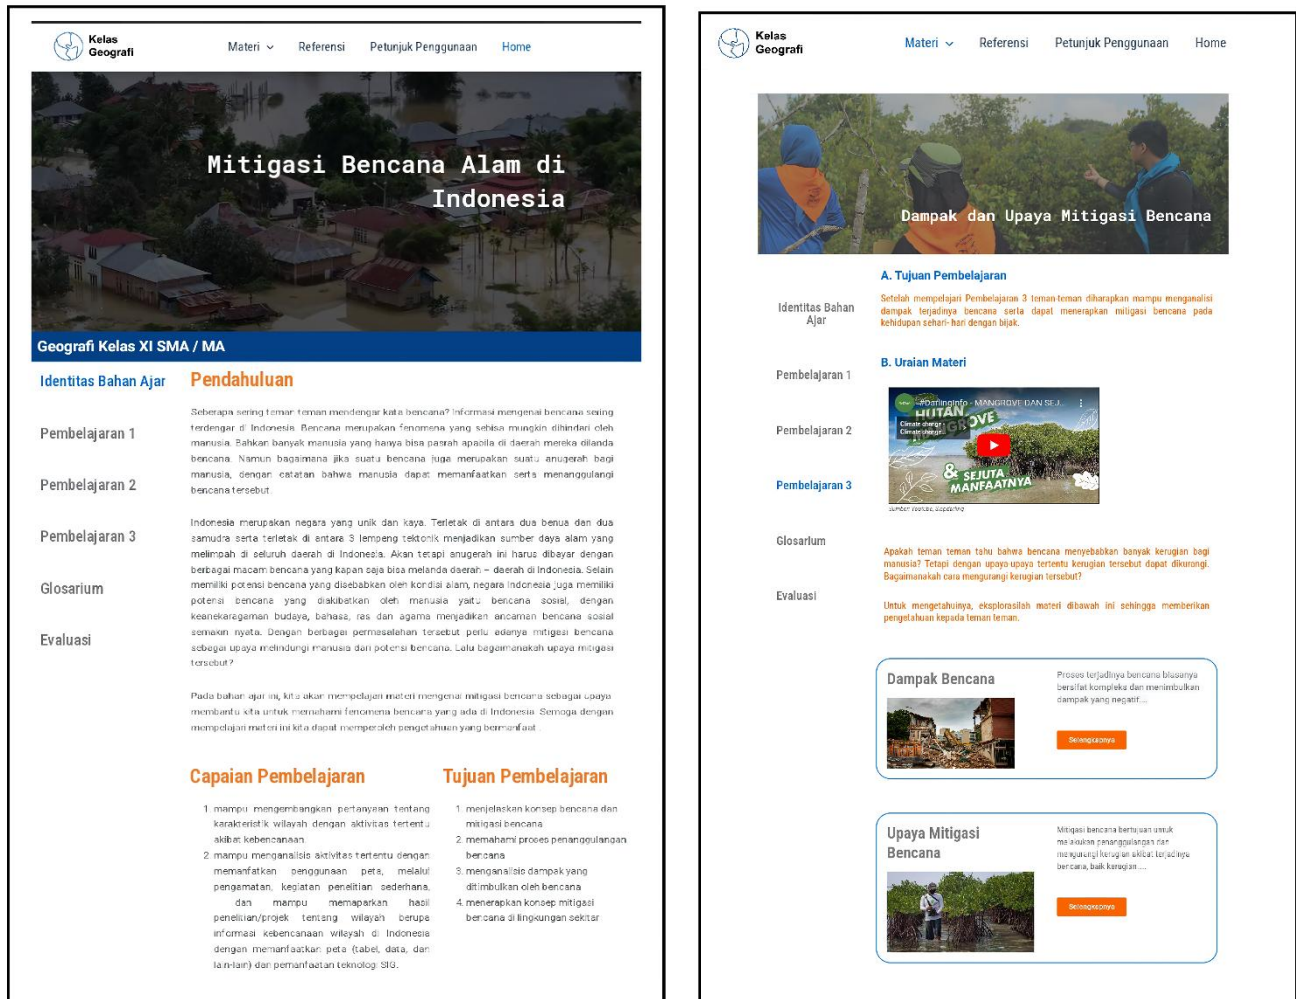 Kelas
Geografi
Materi
Referensi
Petunjuk Penggunaan
Home
Mitigasi Bencana Alam di
Indonesia
Geografi Kelas XI SMA / MA
Identitas Bahan Ajar
Pembelajaran 1
Pembelajaran 2
Pembelajaran 3
Glosarium
Evaluasi
Pendahuluan
Seberapa sering teman teman mendengar kata bencana? Informasi mengenai bencana sering
terdengar di Indonesia. Bencana merupakan fenomena yang sebisa mungkin dihindari oleh
manusia. Bahkan banyak manusia yang hanya bisa pasrah apabila di daerah mereka dilanda
bencana. Namun bagaimana jika suatu bencana juga merupakan suatu anugerah bagi
manusia, dengan catatan bahwa manusia dapat memanfaatkan serta menanggulangi
bencana tersebut.
Indonesia merupakan negara yang unik dan kaya. Terletak di antara dua benua dan dua
samudra serta terletak di antara 3 lempeng tektonik menjadikan sumber daya alam yang
melimpah di seluruh daerah di Indonesia. Akan tetapi anugerah ini harus dibayar dengan
berbagai macam bencana yang kapan saja bisa melanda daerah – daerah di Indonesia. Selain
memiliki potensi bencana yang disebabkan oleh kondisi alam, negara Indonesia juga memiliki
potensi bencana yang diakibatkan oleh manusia yaitu bencana sosial, dengan
keanekaragaman budaya, bahasa, ras dan agama menjadikan ancaman bencana sosial
semakin nyata. Dengan berbagai permasalahan tersebut perlu adanya mitigasi bencana
sebagai upaya melindungi manusia dari potensi bencana. Lalu bagaimanakah upaya mitigasi
tersebut?
Pada bahan ajar ini, kita akan mempelajari materi mengenai mitigasi bencana sebagai upaya
membantu kita untuk memahami fenomena bencana yang ada di Indonesia. Semoga dengan
mempelajari materi ini kita dapat memperoleh pengetahuan yang bermanfaat .
Capaian Pembelajaran
1. mampu mengembangkan pertanyaan tentang
karakteristik wilayah dengan aktivitas tertentu
akibat kebencanaan
2. mampu menganalisis aktivitas tertentu dengan
memanfatkan penggunaan peta, melalui
pengamatan, kegiatan penelitian sederhana,
dan mampu memaparkan hasil
penelitian/projek tentang wilayah berupa
informasi kebencanaan wilayah di Indonesia
dengan memanfaatkan peta (tabel, data, dan
lain-lain) dan pemanfaatan teknologi SIG.
Tujuan Pembelajaran
1. menjelaskan konsep bencana dan
mitigasi bencana
2. memahami proses penanggulangan
bencana
3. menganalisis dampak yang
ditimbulkan oleh bencana
4. menerapkan konsep mitigasi
bencana di lingkungan sekitar
Kelas
Geografi
Materi
Referensi
Petunjuk Penggunaan
Home
Dampak dan Upaya Mitigasi Bencana
Identitas Bahan
Ajar
Pembelajaran 1
Pembelajaran 2
Pembelajaran 3
Glosarium
Evaluasi
A. Tujuan Pembelajaran
Setelah mempelajari Pembelajaran 3 teman-teman diharapkan mampu menganalisi
dampak terjadinya bencana serta dapat menerapkan mitigasi bencana pada
kehidupan sehari- hari dengan bijak.
B. Uraian Materi
#DarlingInfo - MANGROVE DAN SEJ...
Climate change
Climate change
HUTAN
MANGROVE
& SEJUTA
MANFAATNYA
Sumber: Youtube,
Apakah teman teman tahu bahwa bencana menyebabkan banyak kerugian bagi
manusia? Tetapi dengan upaya upaya tertentu kerugian tersebut dapat dikurangi.
Bagaimanakah cara mengurangi kerugian tersebut?
Untuk mengetahuinya, eksplorasilah materi dibawah ini sehingga memberikan
pengetahuan kepada teman teman.
Dampak Bencana
Proses terjadinya bencana biasanya
bersifat kompleks dan menimbulkan
dampak yang negatif....
Selengkapnya
Upaya Mitigasi
Bencana
Mitigasi bencana bertujuan untuk
melakukan penanggulangan dan
mengurangi kerugian akibat terjadinya
bencana, baik kerugian ....
Selengkapnya